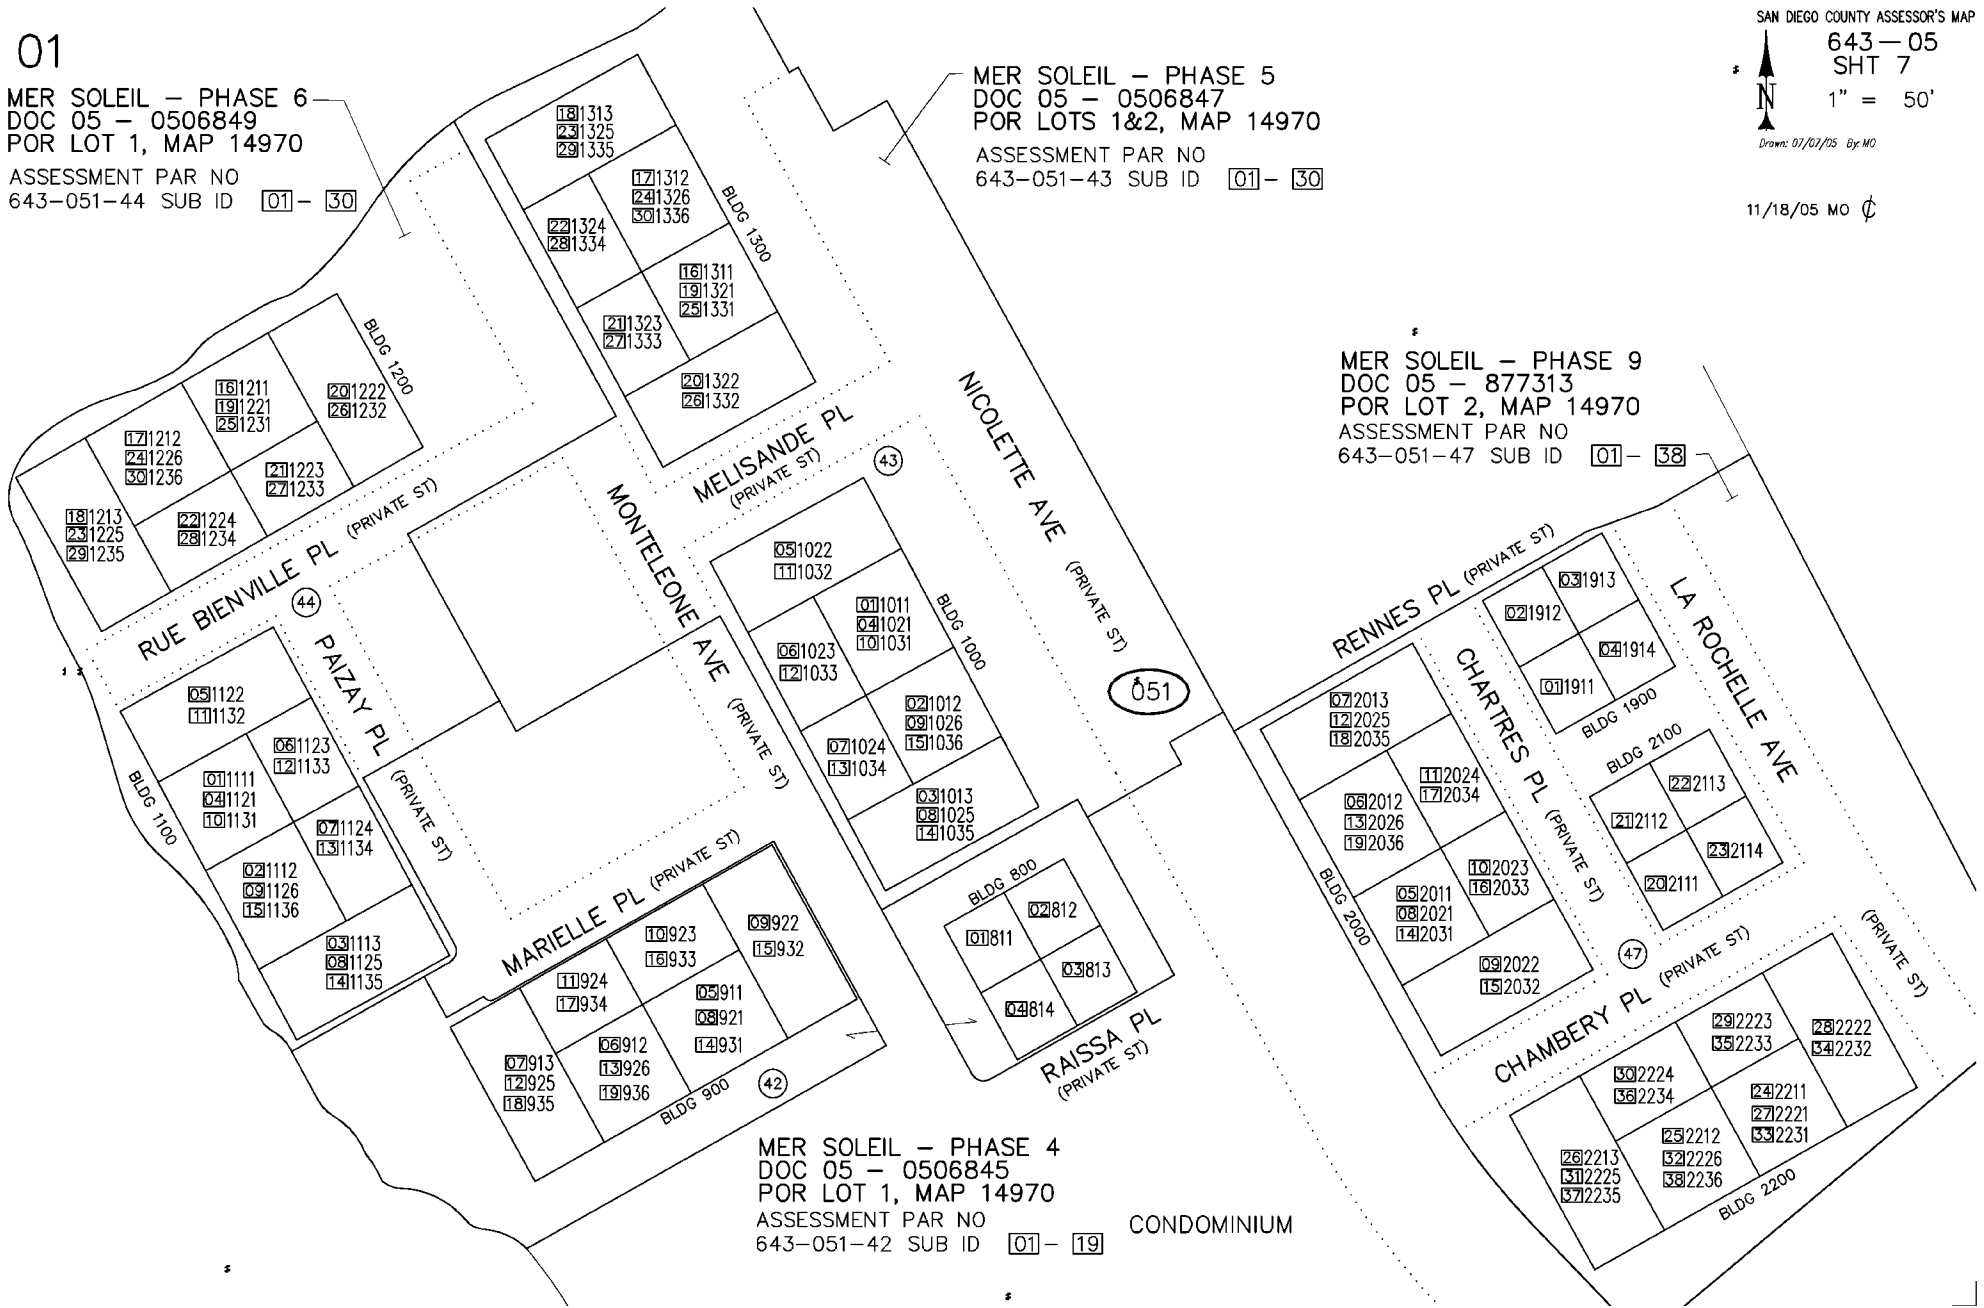 01
MER SOLEIL – PHASE 6
DOC 05 – 0506849
POR LOT 1, MAP 14970
ASSESSMENT PAR NO
643-051-44 SUB ID 01 – 30
MER SOLEIL – PHASE 5
DOC 05 – 0506847
POR LOTS 1&2, MAP 14970
ASSESSMENT PAR NO
643-051-43 SUB ID 01 – 30
SAN DIEGO COUNTY ASSESSOR'S MAP
643 – 05
SHT 7
1" = 50'
N
Drawn: 07/07/05 By: MO
11/18/05 MO ₵
18 1313
23 1325
29 1335
17 1312
24 1326
30 1336
22 1324
28 1334
16 1311
19 1321
25 1331
21 1323
27 1333
20 1322
26 1332
BLDG 1300
16 1211
19 1221
25 1231
20 1222
26 1232
17 1212
24 1226
30 1236
21 1223
27 1233
18 1213
23 1225
29 1235
22 1224
28 1234
BLDG 1200
MER SOLEIL – PHASE 9
DOC 05 – 877313
POR LOT 2, MAP 14970
ASSESSMENT PAR NO
643-051-47 SUB ID 01 – 38
MELISANDE PL
(PRIVATE ST)
43
NICOLETTE AVE (PRIVATE ST)
MONTELEONE AVE (PRIVATE ST)
RUE BIENVILLE PL (PRIVATE ST)
44
PAIZAY PL (PRIVATE ST)
05 1022
11 1032
01 1011
04 1021
10 1031
06 1023
12 1033
02 1012
09 1026
15 1036
07 1024
13 1034
03 1013
08 1025
14 1035
BLDG 1000
051
05 1122
11 1132
06 1123
12 1133
01 1111
04 1121
10 1131
07 1124
13 1134
02 1112
09 1126
15 1136
03 1113
08 1125
14 1135
BLDG 1100
RENNES PL (PRIVATE ST)
03 1913
02 1912
04 1914
01 1911
BLDG 1900
LA ROCHELLE AVE
(PRIVATE ST)
CHARTRES PL (PRIVATE ST)
07 2013
12 2025
18 2035
11 2024
17 2034
06 2012
13 2026
19 2036
10 2023
16 2033
05 2011
08 2021
14 2031
09 2022
15 2032
BLDG 2000
BLDG 2100
22 2113
21 2112
23 2114
20 2111
47
CHAMBERY PL (PRIVATE ST)
29 2223
35 2233
28 2222
34 2232
30 2224
36 2234
24 2211
27 2221
33 2231
25 2212
32 2226
38 2236
26 2213
31 2225
37 2235
BLDG 2200
MARIELLE PL (PRIVATE ST)
09 922
15 932
10 923
16 933
11 924
17 934
05 911
08 921
14 931
06 912
13 926
19 936
07 913
12 925
18 935
BLDG 900
42
BLDG 800
02 812
01 811
03 813
04 814
RAISSA PL
(PRIVATE ST)
MER SOLEIL – PHASE 4
DOC 05 – 0506845
POR LOT 1, MAP 14970
ASSESSMENT PAR NO
643-051-42 SUB ID 01 – 19
CONDOMINIUM